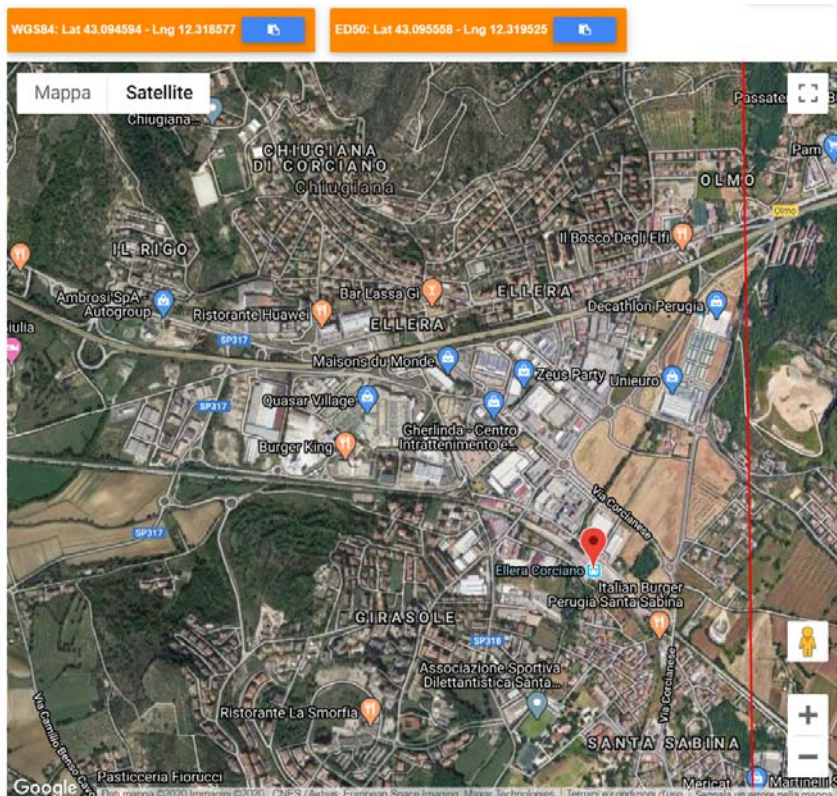 WGS84: Lat 43.094594 - Lng 12.318577
ED50: Lat 43.095558 - Lng 12.319525
Mappa
Satellite
Chiugiana...
Pam
CHIUGIANA
DI CORCIANO
Chiugiana
OLMO
Olmo
Il Bosco Degli Elfi
IL RIGO
Bar Lassa Gi
ELLERA
Ambrosi SpA -
Autogroup
Ristorante Huawei
ELLERA
Decathlon Perugia
SP317
Maisons du Monde
Zeus Party
Unieuro
Quasar Village
SP317
Gherlinda - Centro
Intrattenimento e...
Burger King
Via Corcianese
SP317
Ellera Corciano
Italian Burger
Perugia Santa Sabina
GIRASOLE
SP318
Associazione Sportiva
Dilettantistica Santa...
Via Corcianese
Ristorante La Smorfia
SANTA SABINA
Pasticceria Fiorucci
Mericat
Google